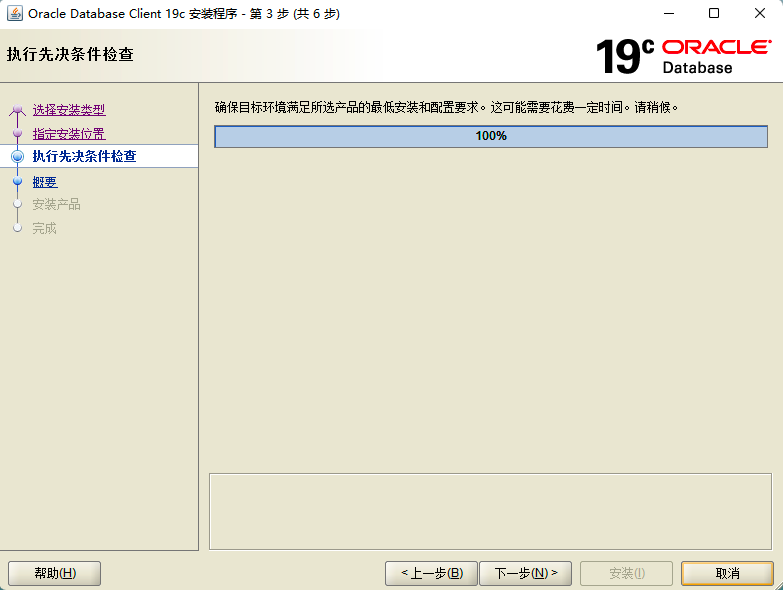 Oracle Database Client 19c 安装程序 - 第 3 步 (共 6 步)
执行先决条件检查
19c ORACLE
Database
选择安装类型
指定安装位置
执行先决条件检查
概要
安装产品
完成
确保目标环境满足所选产品的最低安装和配置要求。这可能需要花费一定时间。请稍候。
100%
帮助(H)
< 上一步(B)
下一步(N) >
安装(I)
取消